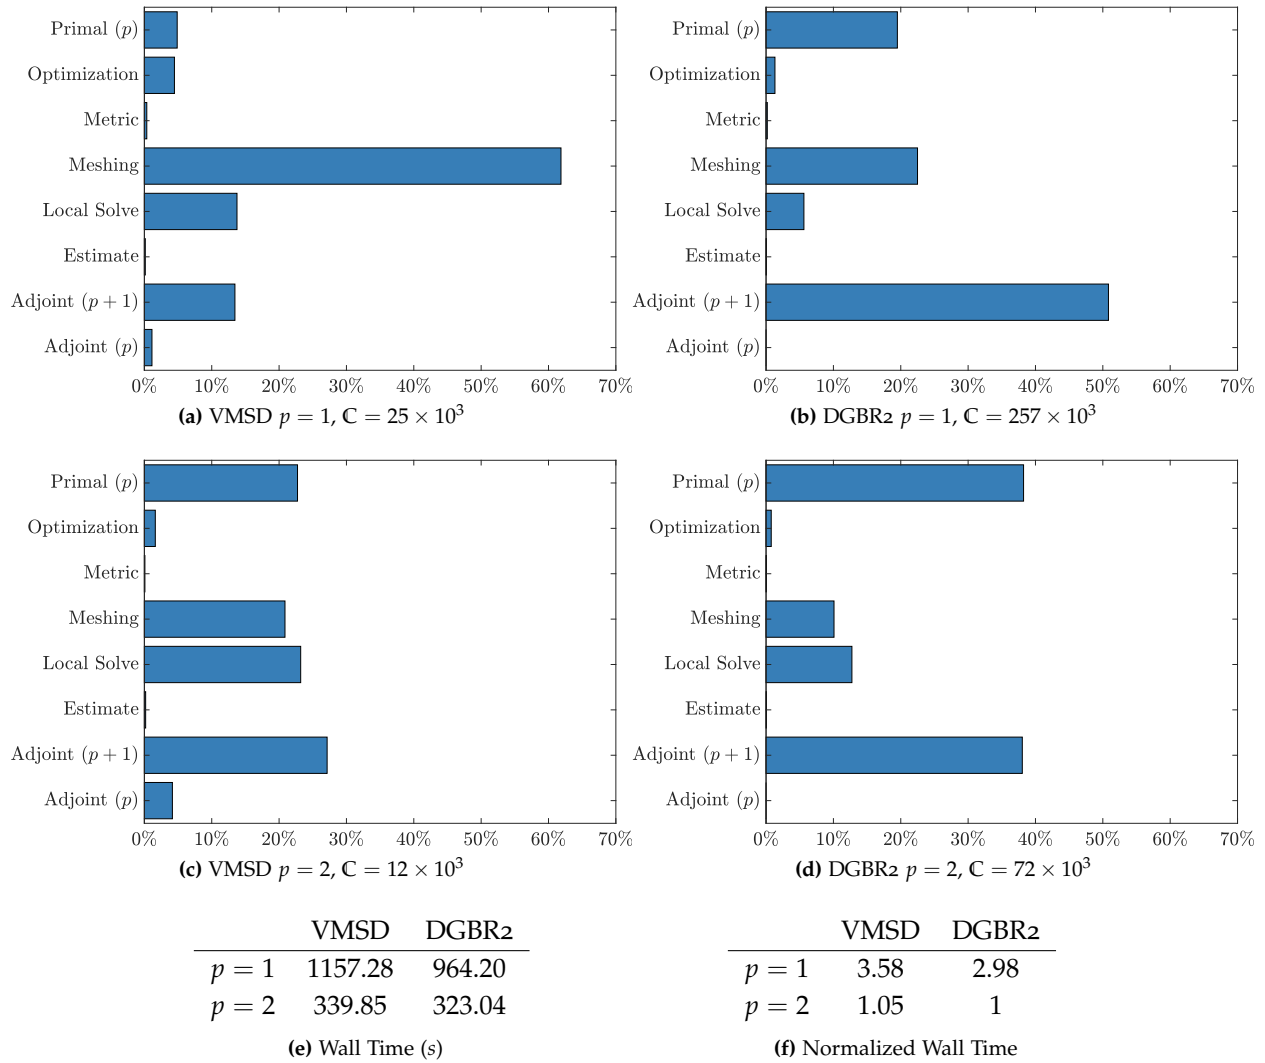 Primal (p)
Optimization
Metric
Meshing
Local Solve
Estimate
Adjoint (p + 1)
Adjoint (p)
0% 10% 20% 30% 40% 50% 60% 70%
(a) VMSD p = 1, ℂ = 25 × 10³
Primal (p)
Optimization
Metric
Meshing
Local Solve
Estimate
Adjoint (p + 1)
Adjoint (p)
0% 10% 20% 30% 40% 50% 60% 70%
(b) DGBR2 p = 1, ℂ = 257 × 10³
Primal (p)
Optimization
Metric
Meshing
Local Solve
Estimate
Adjoint (p + 1)
Adjoint (p)
0% 10% 20% 30% 40% 50% 60% 70%
(c) VMSD p = 2, ℂ = 12 × 10³
Primal (p)
Optimization
Metric
Meshing
Local Solve
Estimate
Adjoint (p + 1)
Adjoint (p)
0% 10% 20% 30% 40% 50% 60% 70%
(d) DGBR2 p = 2, ℂ = 72 × 10³
VMSD DGBR2
p = 1 1157.28 964.20
p = 2 339.85 323.04
(e) Wall Time (s)
VMSD DGBR2
p = 1 3.58 2.98
p = 2 1.05 1
(f) Normalized Wall Time